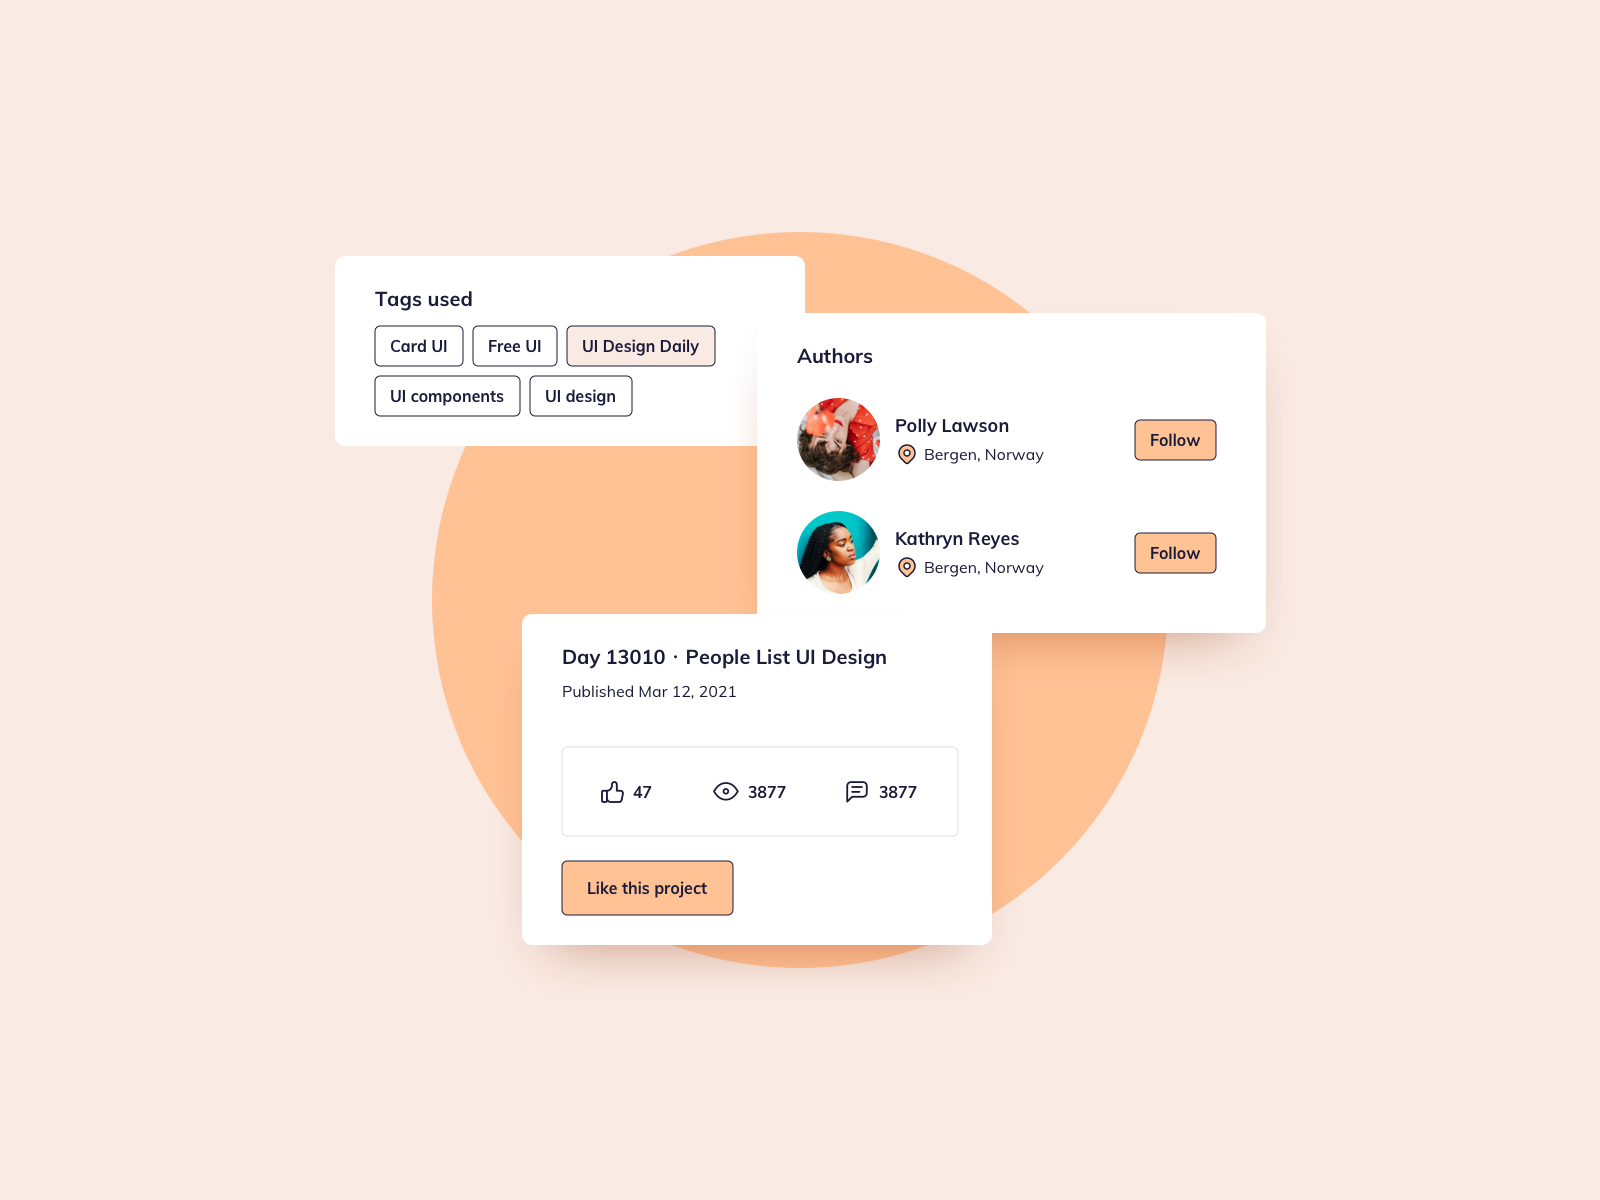 Tags used
Card UI
Free UI
UI Design Daily
UI components
UI design
Authors
Polly Lawson
Bergen, Norway
Follow
Kathryn Reyes
Bergen, Norway
Follow
Day 13010 · People List UI Design
Published Mar 12, 2021
47
3877
3877
Like this project